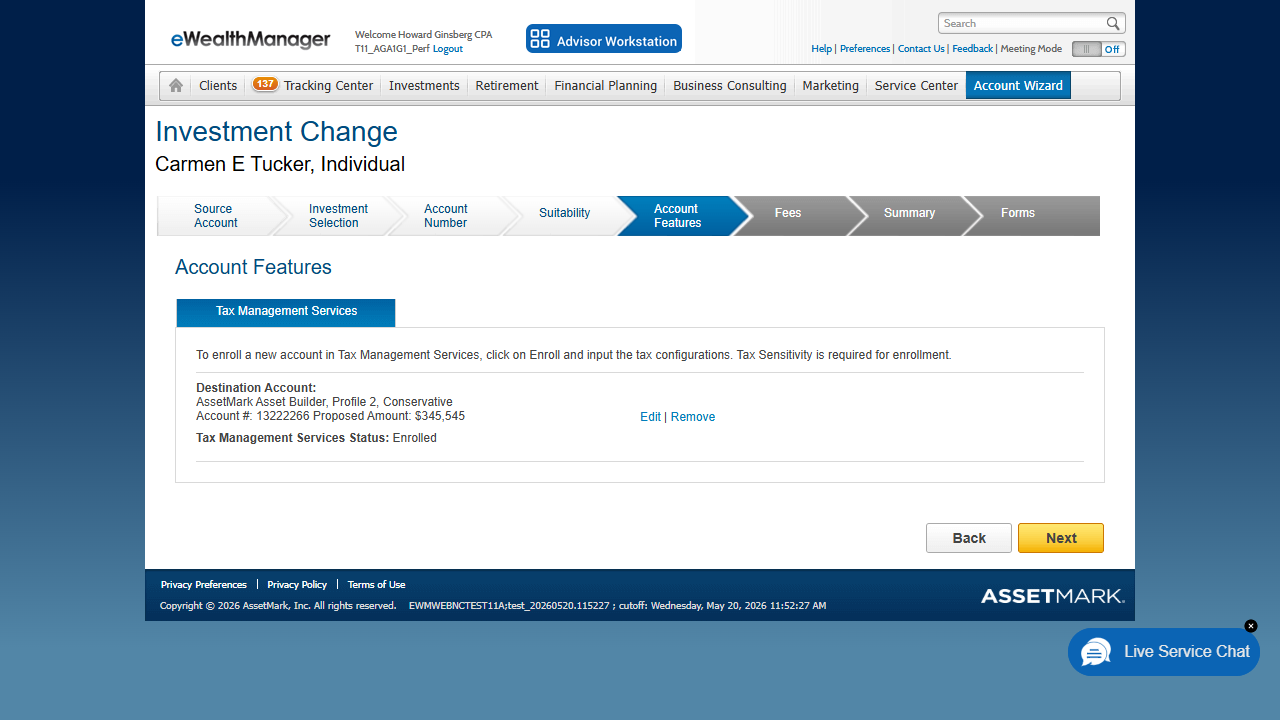 eWealthManager
Welcome Howard Ginsberg CPA
T11_AGA1G1_Perf Logout
Advisor Workstation
Search
Help | Preferences | Contact Us | Feedback | Meeting Mode
Off
Clients
137 Tracking Center
Investments
Retirement
Financial Planning
Business Consulting
Marketing
Service Center
Account Wizard
Investment Change
Carmen E Tucker, Individual
Source Account
Investment Selection
Account Number
Suitability
Account Features
Fees
Summary
Forms
Account Features
Tax Management Services
To enroll a new account in Tax Management Services, click on Enroll and input the tax configurations. Tax Sensitivity is required for enrollment.
Destination Account:
AssetMark Asset Builder, Profile 2, Conservative
Account #: 13222266 Proposed Amount: $345,545
Edit | Remove
Tax Management Services Status: Enrolled
Back
Next
Privacy Preferences | Privacy Policy | Terms of Use
Copyright © 2026 AssetMark, Inc. All rights reserved. EWMWEBNCTEST11A;test_20260520.115227 ; cutoff: Wednesday, May 20, 2026 11:52:27 AM
ASSETMARK.
Live Service Chat